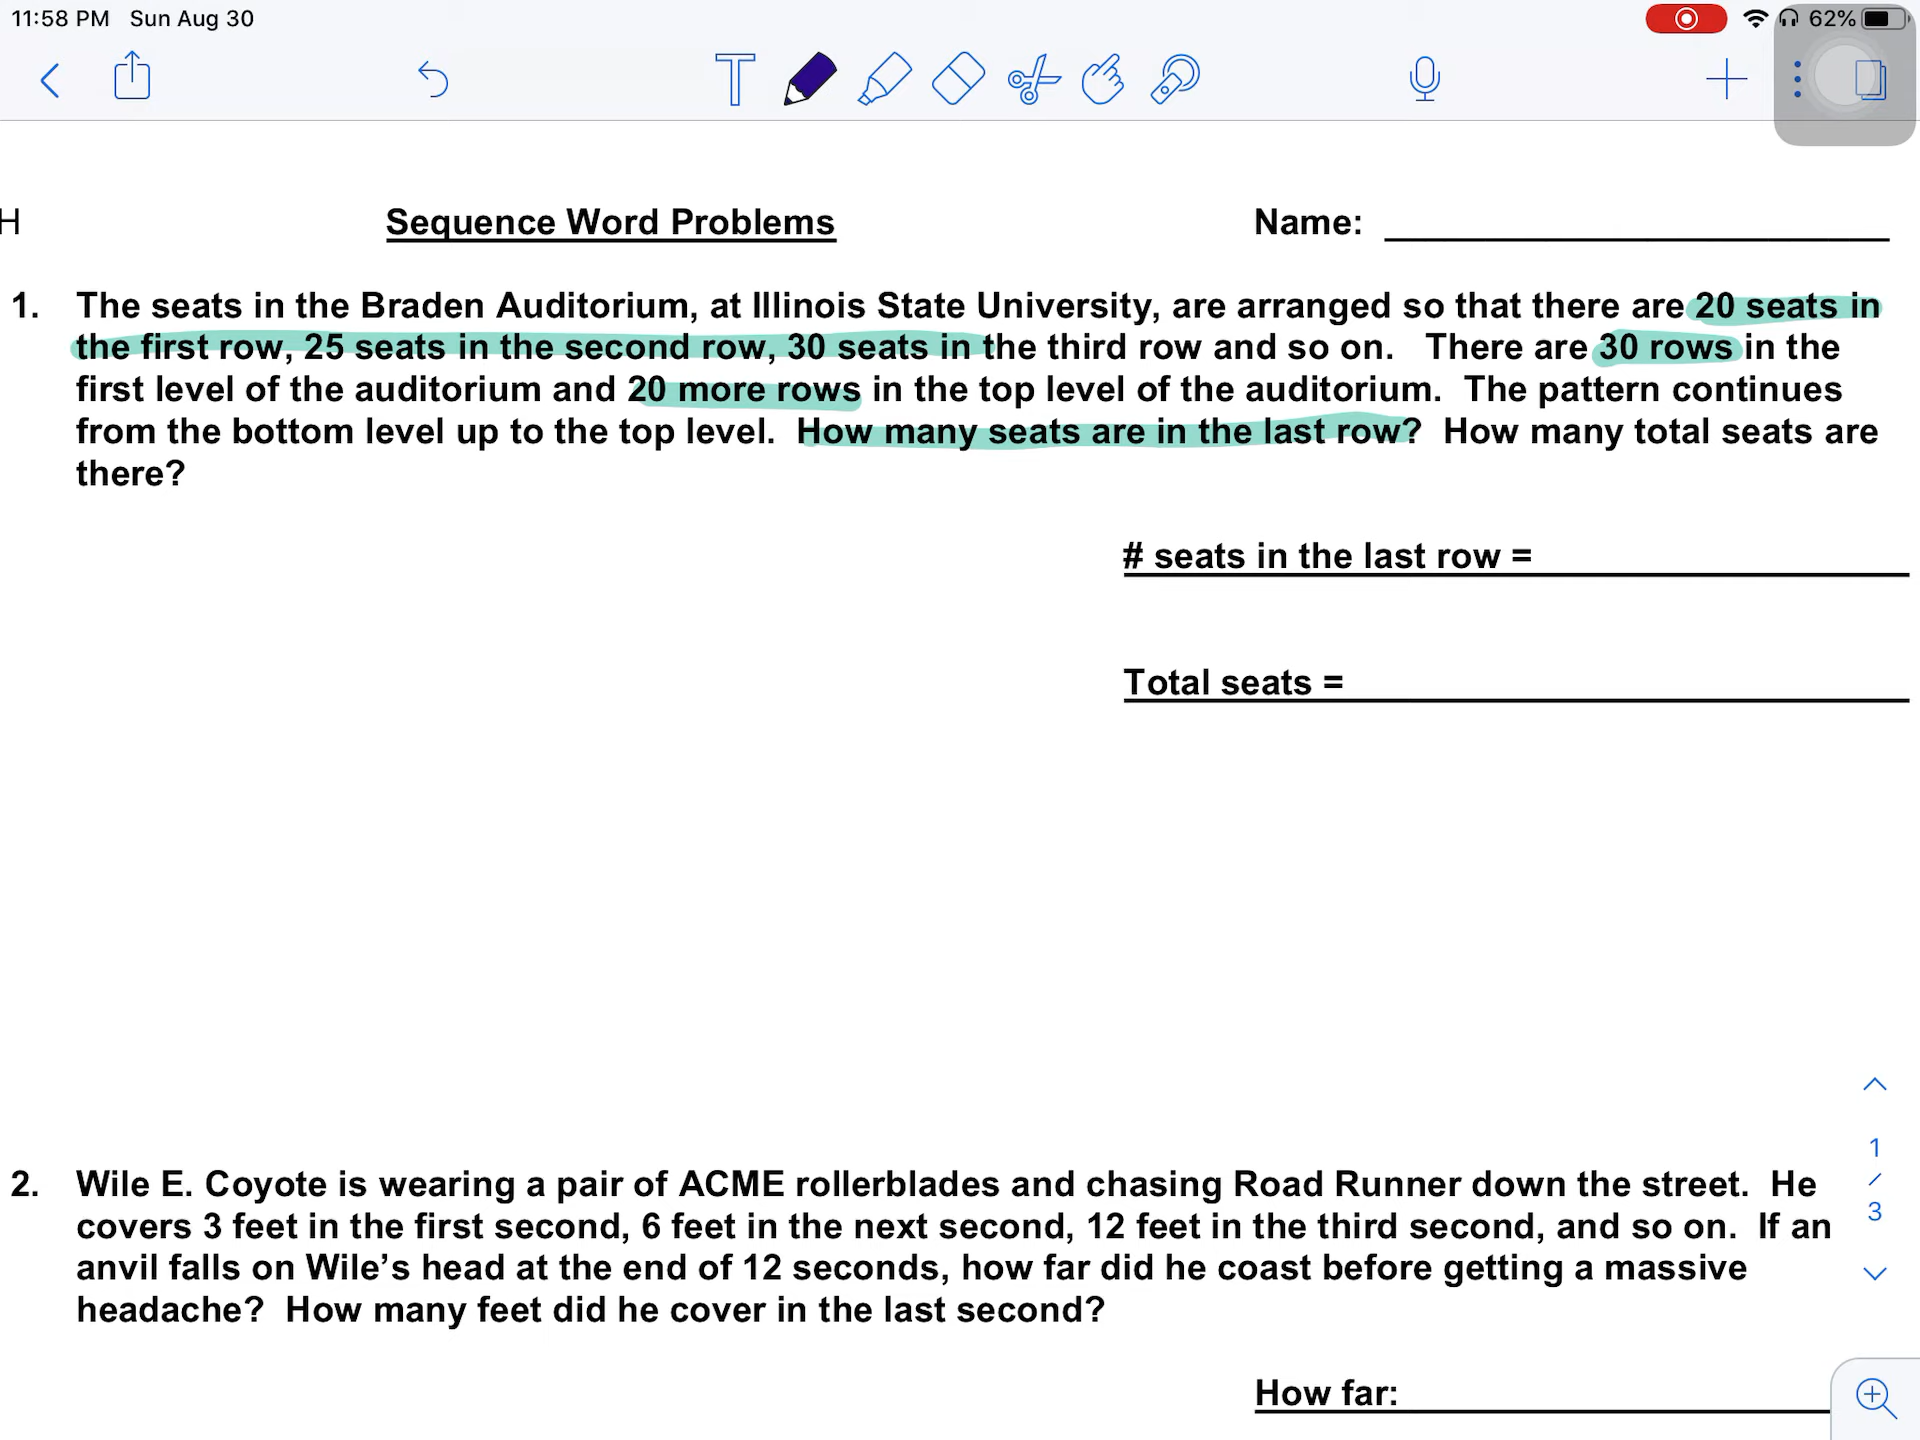 11:58 PM Sun Aug 30
62%
T
H Sequence Word Problems Name:
1. The seats in the Braden Auditorium, at Illinois State University, are arranged so that there are 20 seats in
the first row, 25 seats in the second row, 30 seats in the third row and so on. There are 30 rows in the
first level of the auditorium and 20 more rows in the top level of the auditorium. The pattern continues
from the bottom level up to the top level. How many seats are in the last row? How many total seats are
there?
# seats in the last row =
Total seats =
1
/
3
2. Wile E. Coyote is wearing a pair of ACME rollerblades and chasing Road Runner down the street. He
covers 3 feet in the first second, 6 feet in the next second, 12 feet in the third second, and so on. If an
anvil falls on Wile’s head at the end of 12 seconds, how far did he coast before getting a massive
headache? How many feet did he cover in the last second?
How far: